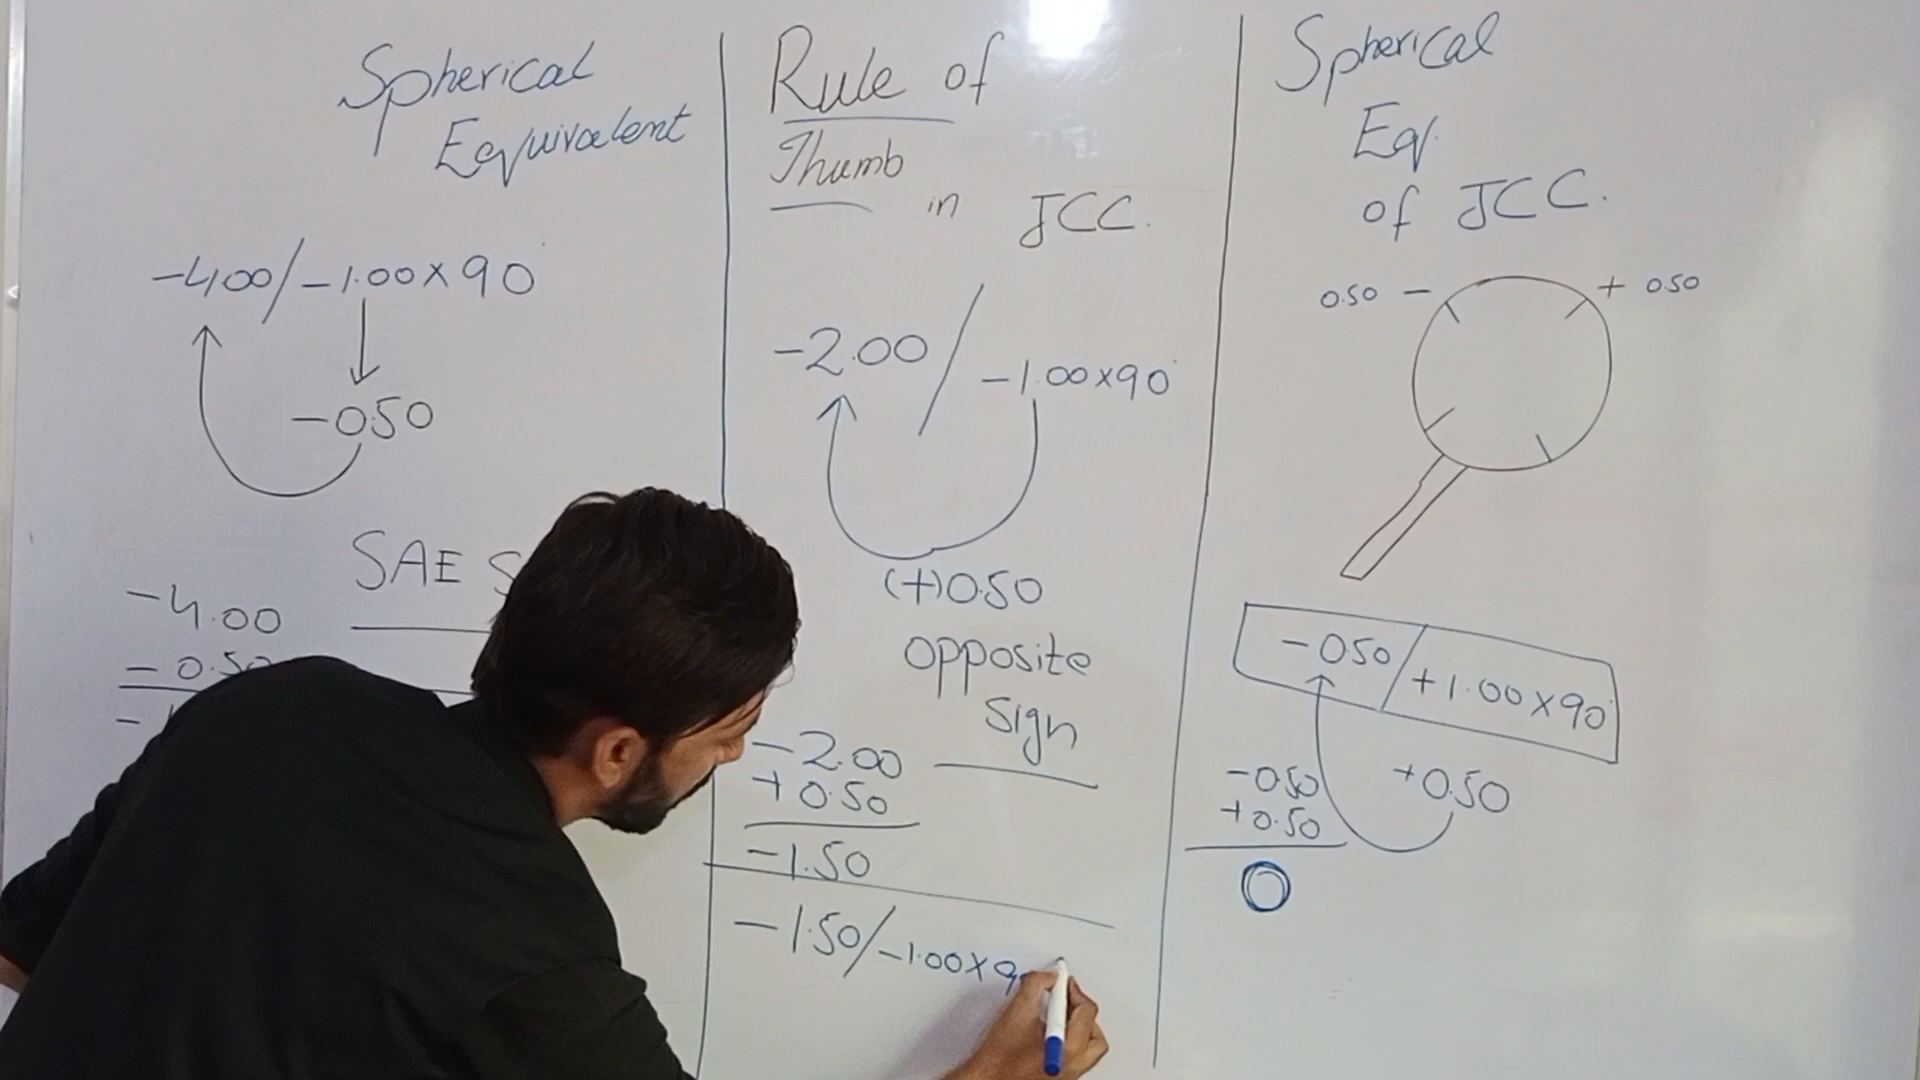 Spherical
Equivalent
-4.00/-1.00x90
-0.50
SAE
-4.00
-0.50
Rule of
Thumb
in JCC.
-2.00/-1.00x90
(+)0.50
opposite
sign
-2.00
+0.50
-1.50
-1.50/-1.00x9
Spherical
Eq.
of JCC.
0.50 - + 0.50
-0.50/+1.00x90
-0.50
+0.50
+0.50
0